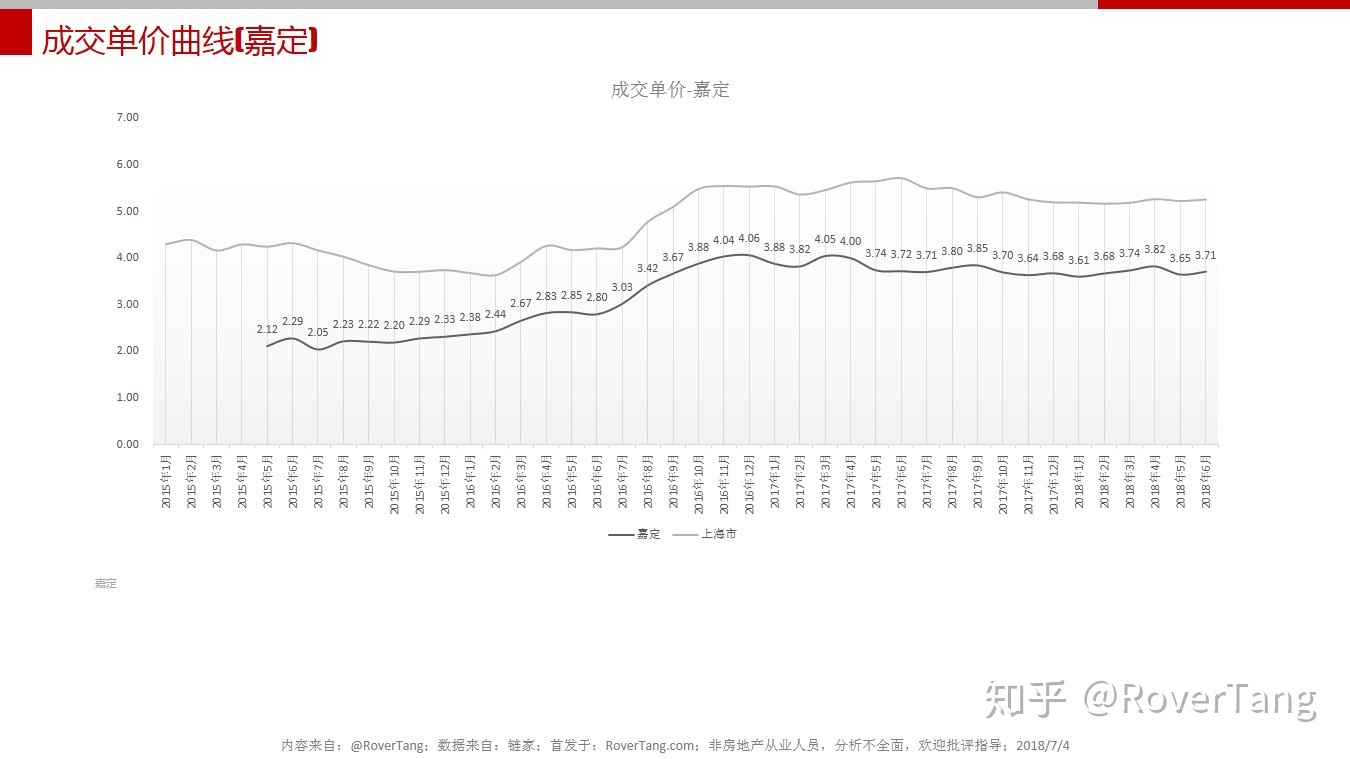 成交单价曲线(嘉定)
成交单价-嘉定
7.00
6.00
5.00
4.00
3.00
2.00
1.00
0.00
2.12 2.29 2.05 2.23 2.22 2.20 2.29 2.33 2.38 2.44 2.67 2.83 2.85 2.80 3.03 3.42 3.67 3.88 4.04 4.06 3.88 3.82 4.05 4.00 3.74 3.72 3.71 3.80 3.85 3.70 3.64 3.68 3.61 3.68 3.74 3.82 3.65 3.71
2015年1月
2015年2月
2015年3月
2015年4月
2015年5月
2015年6月
2015年7月
2015年8月
2015年9月
2015年10月
2015年11月
2015年12月
2016年1月
2016年2月
2016年3月
2016年4月
2016年5月
2016年6月
2016年7月
2016年8月
2016年9月
2016年10月
2016年11月
2016年12月
2017年1月
2017年2月
2017年3月
2017年4月
2017年5月
2017年6月
2017年7月
2017年8月
2017年9月
2017年10月
2017年11月
2017年12月
2018年1月
2018年2月
2018年3月
2018年4月
2018年5月
2018年6月
嘉定 上海市
嘉定
知乎 @RoverTang
内容来自：@RoverTang；数据来自：链家；首发于：RoverTang.com；非房地产从业人员，分析不全面，欢迎批评指导；2018/7/4